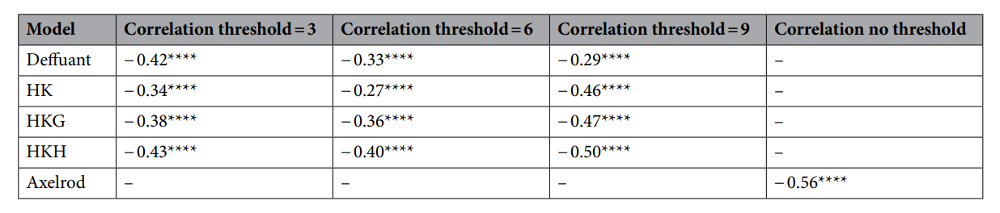 Model Correlation threshold = 3 Correlation threshold = 6 Correlation threshold = 9 Correlation no threshold
Deffuant − 0.42**** − 0.33**** − 0.29**** –
HK − 0.34**** − 0.27**** − 0.46**** –
HKG − 0.38**** − 0.36**** − 0.47**** –
HKH − 0.43**** − 0.40**** − 0.50**** –
Axelrod – – – − 0.56****